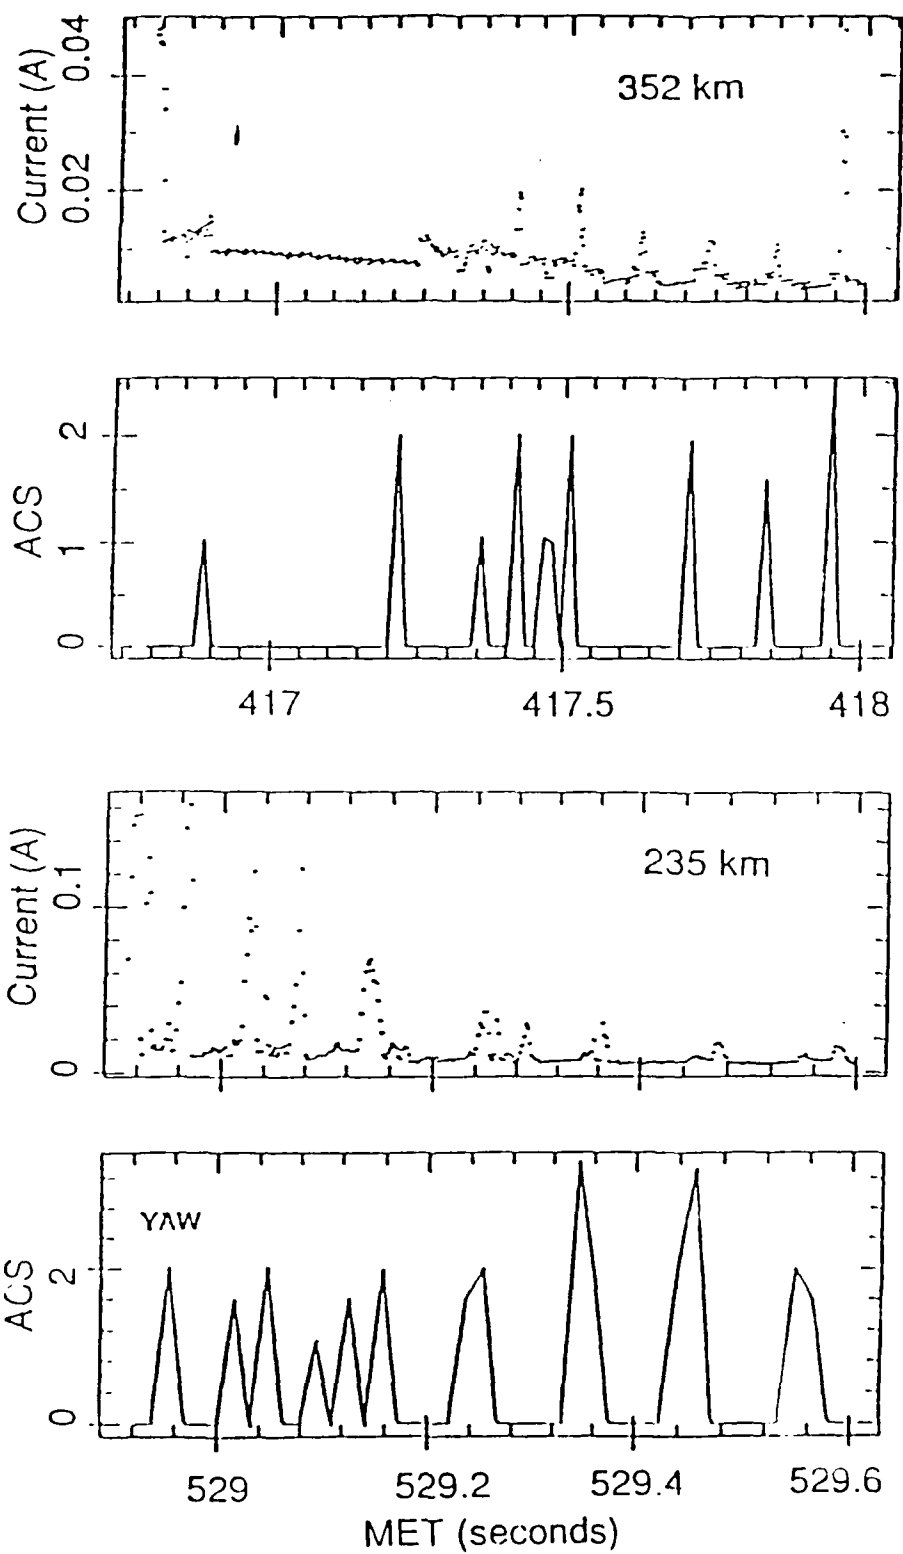 Current (A)
0.04
0.02
352 km
ACS
2
1
0
417 417.5 418
Current (A)
0.1
0
235 km
ACS
YAW
2
0
529 529.2 529.4 529.6
MET (seconds)